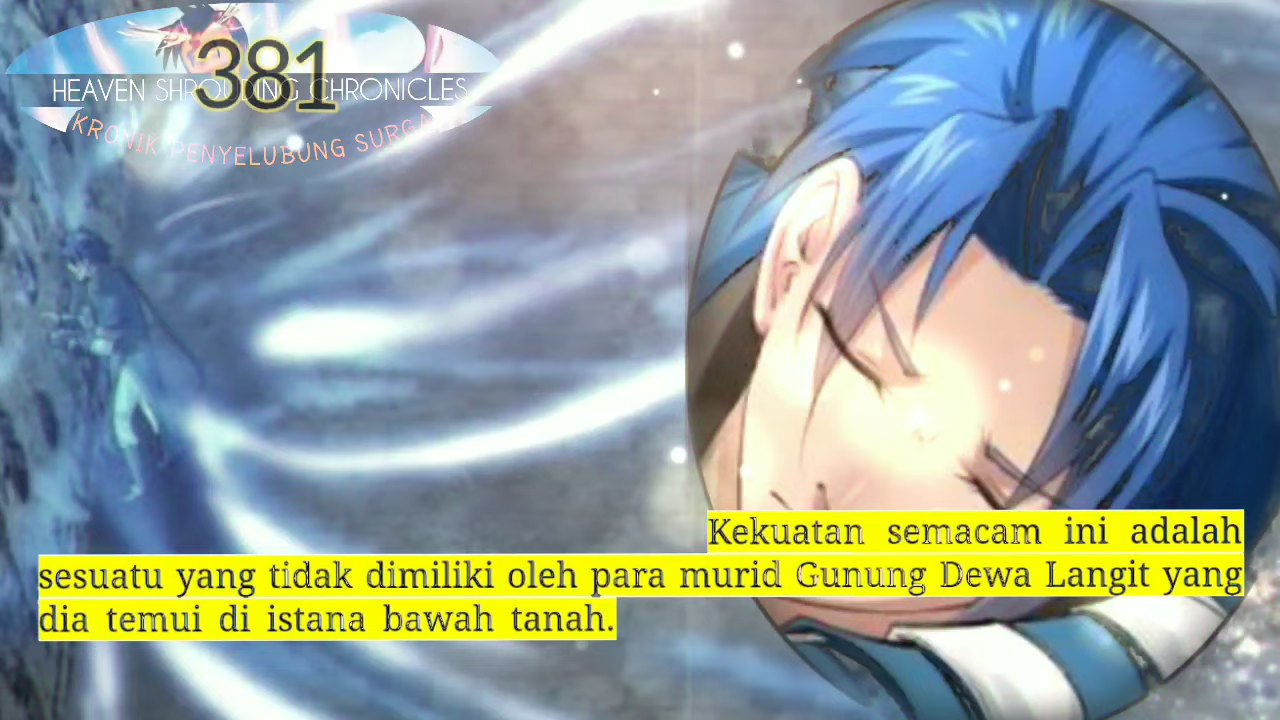 381
HEAVEN SHROUDING CHRONICLES
KRONIK PENYELUBUNG SURGA
Kekuatan semacam ini adalah
sesuatu yang tidak dimiliki oleh para murid Gunung Dewa Langit yang
dia temui di istana bawah tanah.